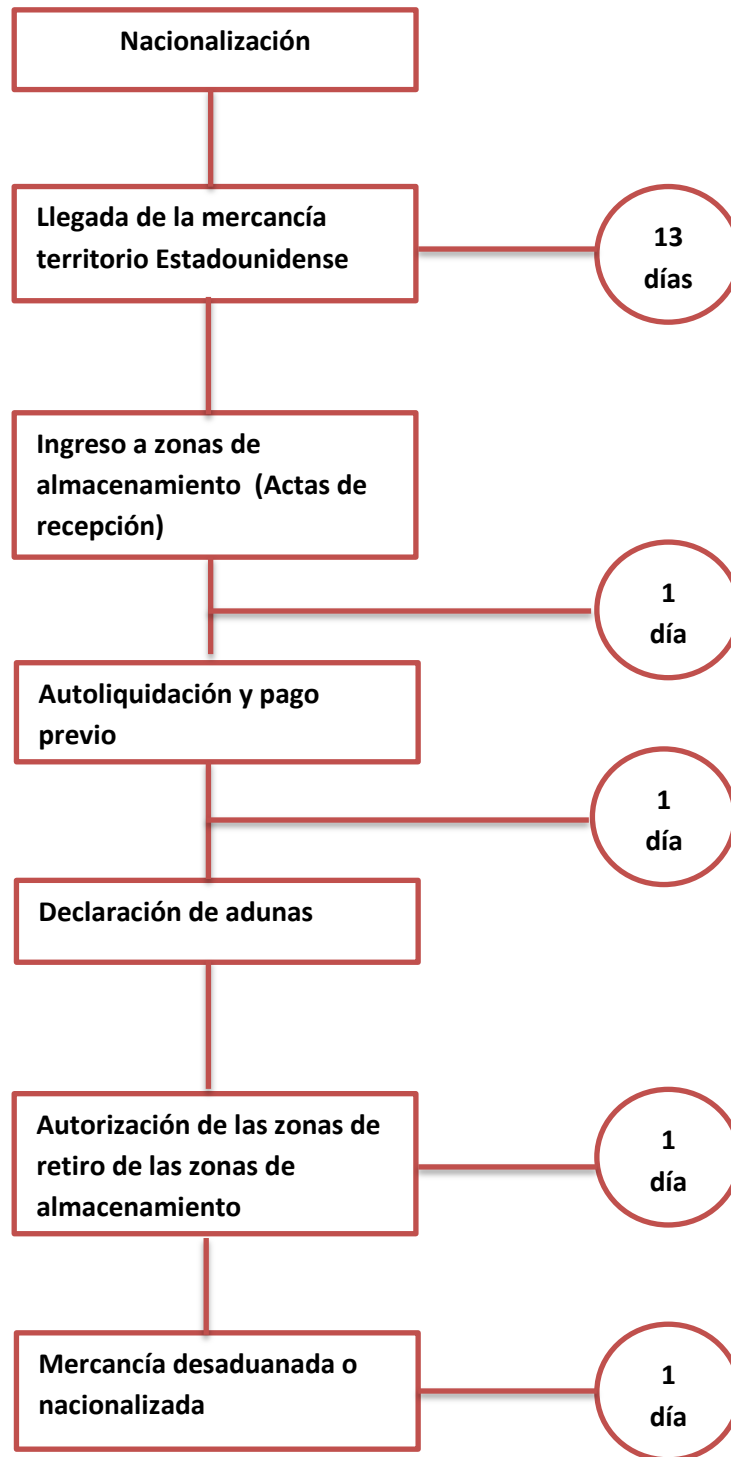 Nacionalización
Llegada de la mercancía
territorio Estadounidense
13
días
Ingreso a zonas de
almacenamiento (Actas de
recepción)
1
día
Autoliquidación y pago
previo
1
día
Declaración de adunas
Autorización de las zonas de
retiro de las zonas de
almacenamiento
1
día
Mercancía desaduanada o
nacionalizada
1
día